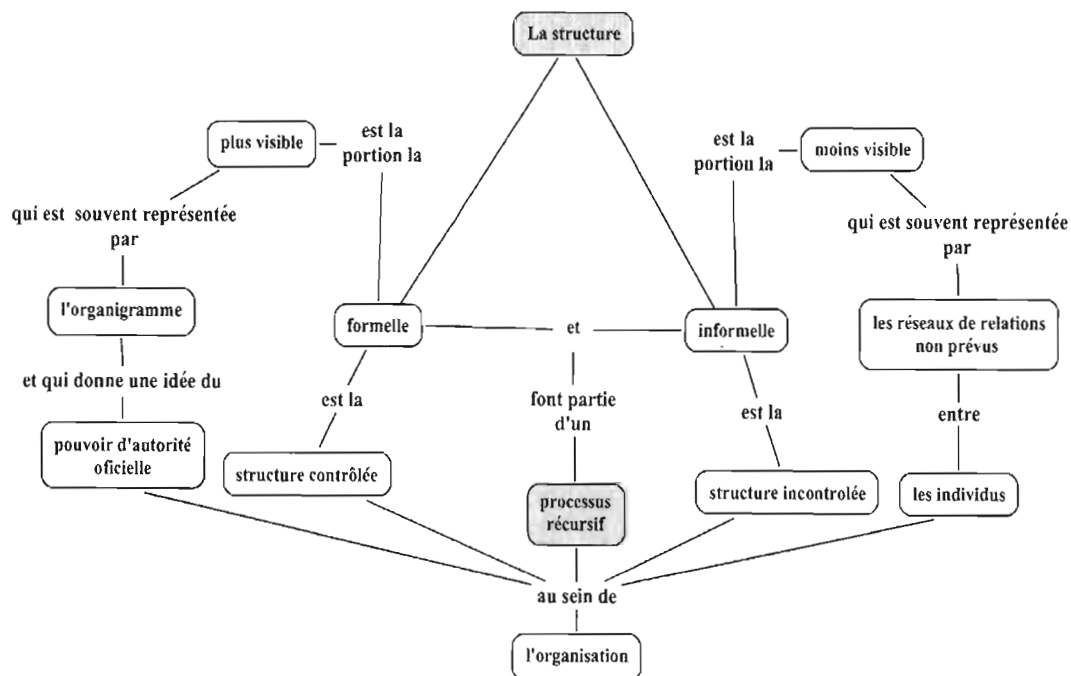 La structure
plus visible
est la
portion la
est la
portion la
moins visible
qui est souvent représentée
par
qui est souvent représentée
par
l'organigramme
formelle
et
informelle
les réseaux de relations
non prévus
et qui donne une idée du
est la
font partie
d'un
est la
entre
pouvoir d'autorité
oficielle
structure contrôlée
processus
récursif
structure incontrolée
les individus
au sein de
l'organisation